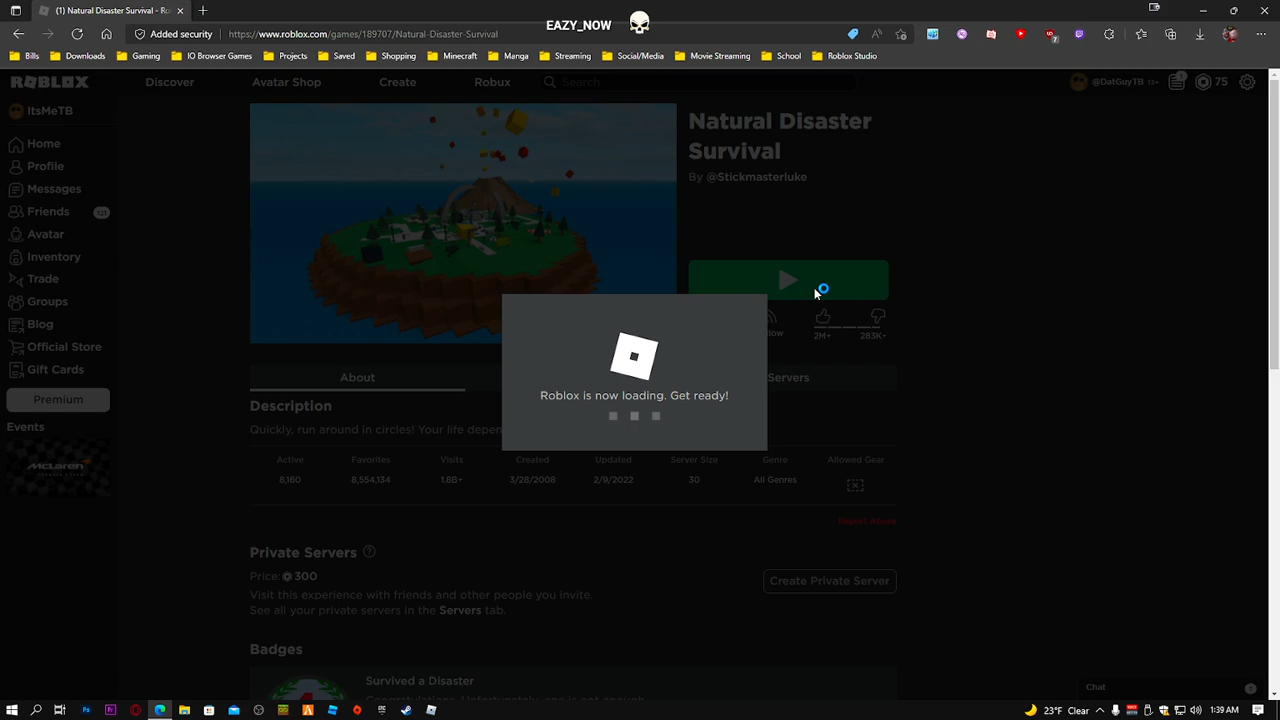 EAZY_NOW
(1) Natural Disaster Survival - Ro
Added security
https://www.roblox.com/games/189707/Natural-Disaster-Survival
Bills Downloads Gaming IO Browser Games Projects Saved Shopping Minecraft Manga Streaming Social/Media Movie Streaming School Roblox Studio
ROBLOX Discover Avatar Shop Create Robux Search @DatGuyTB 13+ 1 75
ItsMeTB
Home
Profile
Messages
Friends
Avatar
Inventory
Trade
Groups
Blog
Official Store
Gift Cards
Premium
Events
McLaren
Natural Disaster
Survival
By @Stickmasterluke
2M+ 283K+
Roblox is now loading. Get ready!
About Servers
Description
Quickly, run around in circles! Your life depen
Active Favorites Visits Created Updated Server Size Genre Allowed Gear
8,160 8,554,134 1.8B+ 3/28/2008 2/9/2022 30 All Genres
Report Abuse
Private Servers
Price: 300
Create Private Server
Visit this experience with friends and other people you invite.
See all your private servers in the Servers tab.
Badges
Survived a Disaster
Chat
23°F Clear 1:39 AM